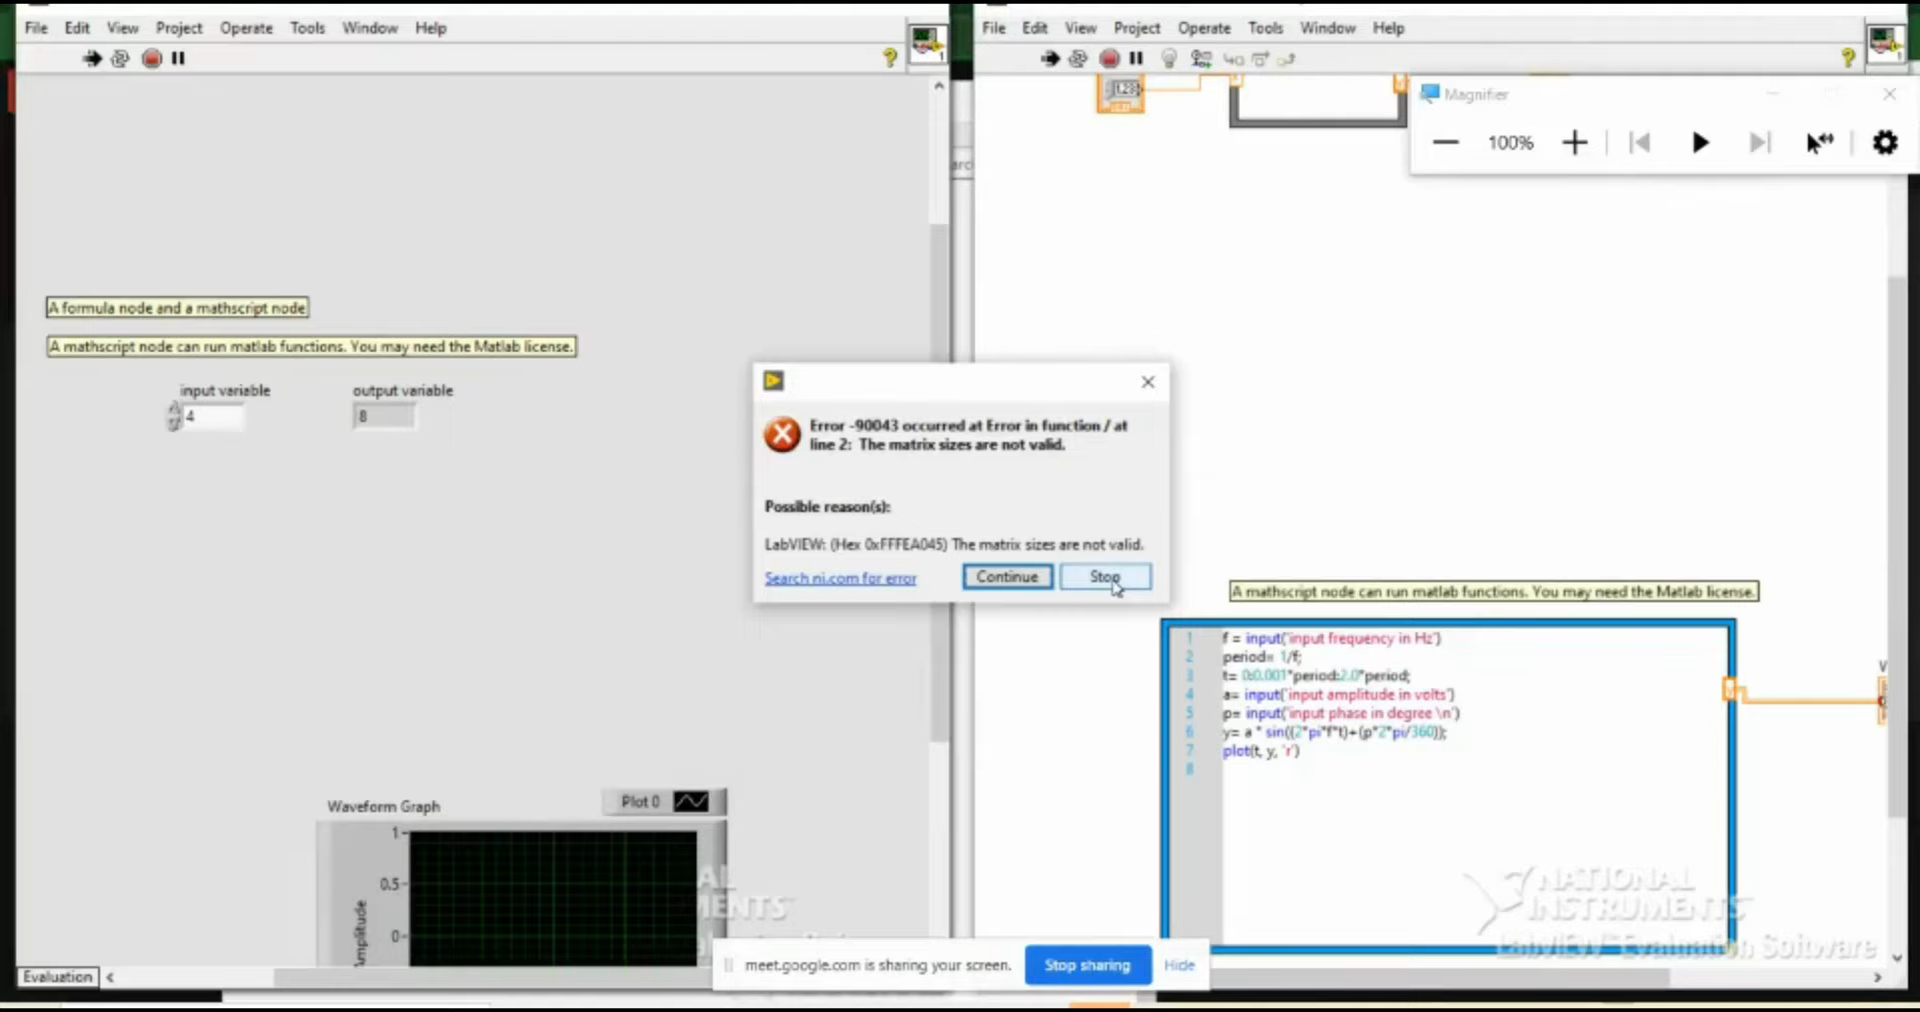 File Edit View Project Operate Tools Window Help
A formula node and a mathscript node
A mathscript node can run matlab functions. You may need the Matlab license.
input variable
output variable
4
8
Waveform Graph
Plot 0
1
0.5
0
Amplitude
Evaluation
File Edit View Project Operate Tools Window Help
1.23
Magnifier
100%
Error -90043 occurred at Error in function / at
line 2: The matrix sizes are not valid.
Possible reason(s):
LabVIEW: (Hex 0xFFFEA045) The matrix sizes are not valid.
Search ni.com for error
Continue
Stop
A mathscript node can run matlab functions. You may need the Matlab license.
1 f = input('input frequency in Hz')
2 period= 1/f;
3 t= 0:0.001*period:2.0*period;
4 a= input('input amplitude in volts')
5 p= input('input phase in degree \n')
6 y= a * sin((2*pi*f*t)+(p*2*pi/360));
7 plot(t, y, 'r')
8
NATIONAL
INSTRUMENTS
LabVIEW™ Evaluation Software
meet.google.com is sharing your screen.
Stop sharing
Hide